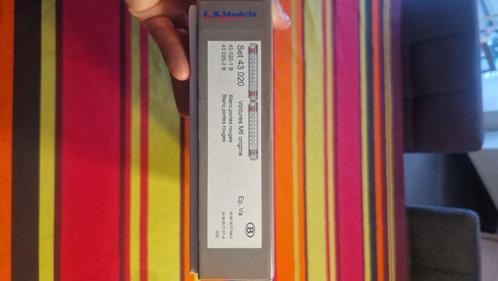 L.S.Models
Set 43 020
Voitures M6 origine
Ep. Va
B
43 020-1 B
Blanc,portes rouges
43 020-2 B
Blanc,portes rouges